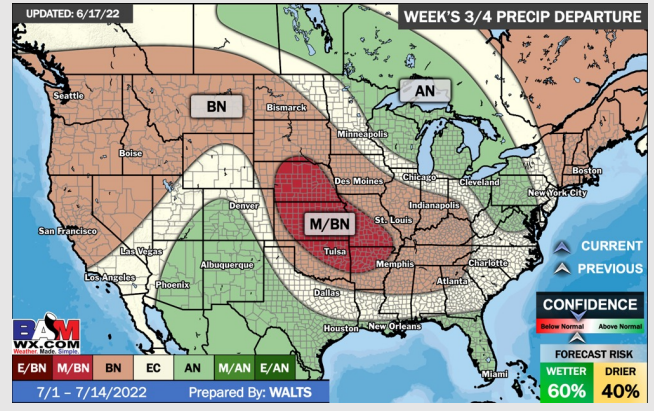 UPDATED: 6/17/22
WEEK'S 3/4 PRECIP DEPARTURE
Seattle
BN
Bismarck
AN
Minneapolis
Boise
Boston
Des Moines
Chicago
Cleveland
New York City
Denver
Indianapolis
San Francisco
M/BN
St. Louis
Las Vegas
Tulsa
CURRENT
Albuquerque
Memphis
Charlotte
PREVIOUS
Los Angeles
Phoenix
Dallas
Atlanta
CONFIDENCE
Below Normal
Above Normal
Houston
New Orleans
BAM
WX.COM
Weather. Made. Simple.
FORECAST RISK
E/BN M/BN BN EC AN M/AN E/AN
WETTER DRIER
Miami
60% 40%
7/1 – 7/14/2022 Prepared By: WALTS